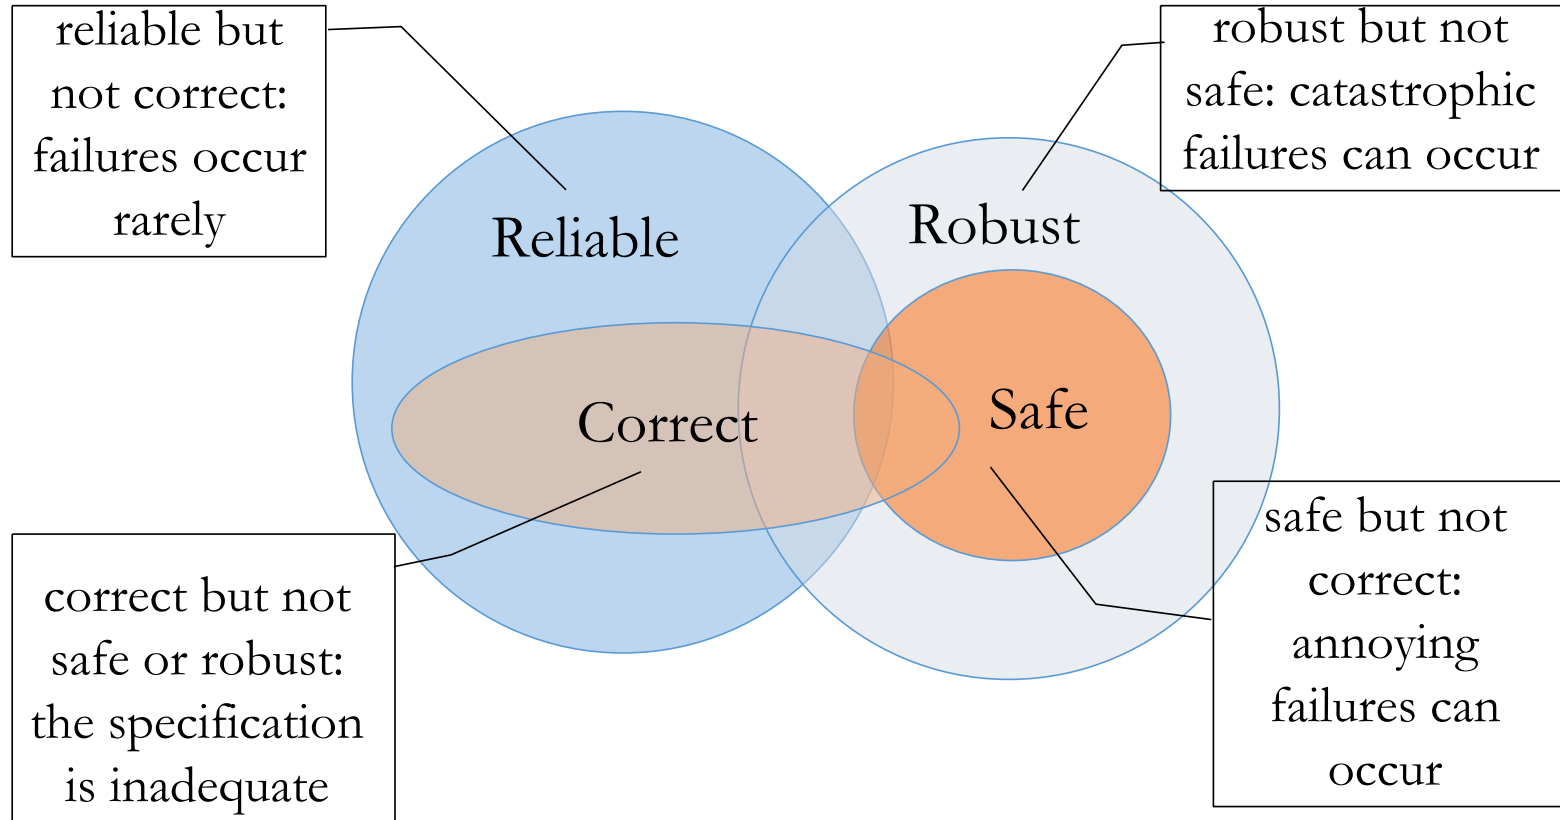 reliable but
not correct:
failures occur
rarely
robust but not
safe: catastrophic
failures can occur
Reliable
Robust
Correct
Safe
correct but not
safe or robust:
the specification
is inadequate
safe but not
correct:
annoying
failures can
occur